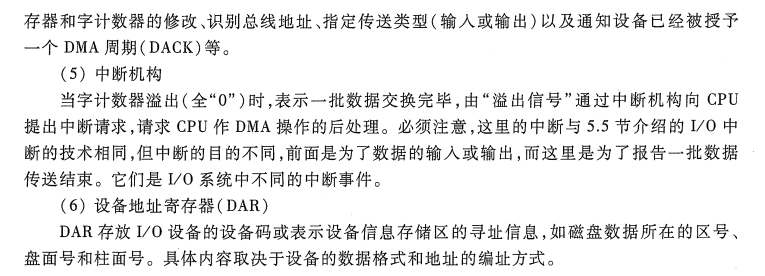 存器和字计数器的修改、识别总线地址、指定传送类型(输入或输出)以及通知设备已经被授予
一个 DMA 周期(DACK)等。
(5) 中断机构
当字计数器溢出(全“0”)时,表示一批数据交换完毕,由“溢出信号”通过中断机构向 CPU
提出中断请求,请求 CPU 作 DMA 操作的后处理。必须注意,这里的中断与 5.5 节介绍的 I/O 中
断的技术相同,但中断的目的不同,前面是为了数据的输入或输出,而这里是为了报告一批数据
传送结束。它们是 I/O 系统中不同的中断事件。
(6) 设备地址寄存器(DAR)
DAR 存放 I/O 设备的设备码或表示设备信息存储区的寻址信息,如磁盘数据所在的区号、
盘面号和柱面号。具体内容取决于设备的数据格式和地址的编址方式。